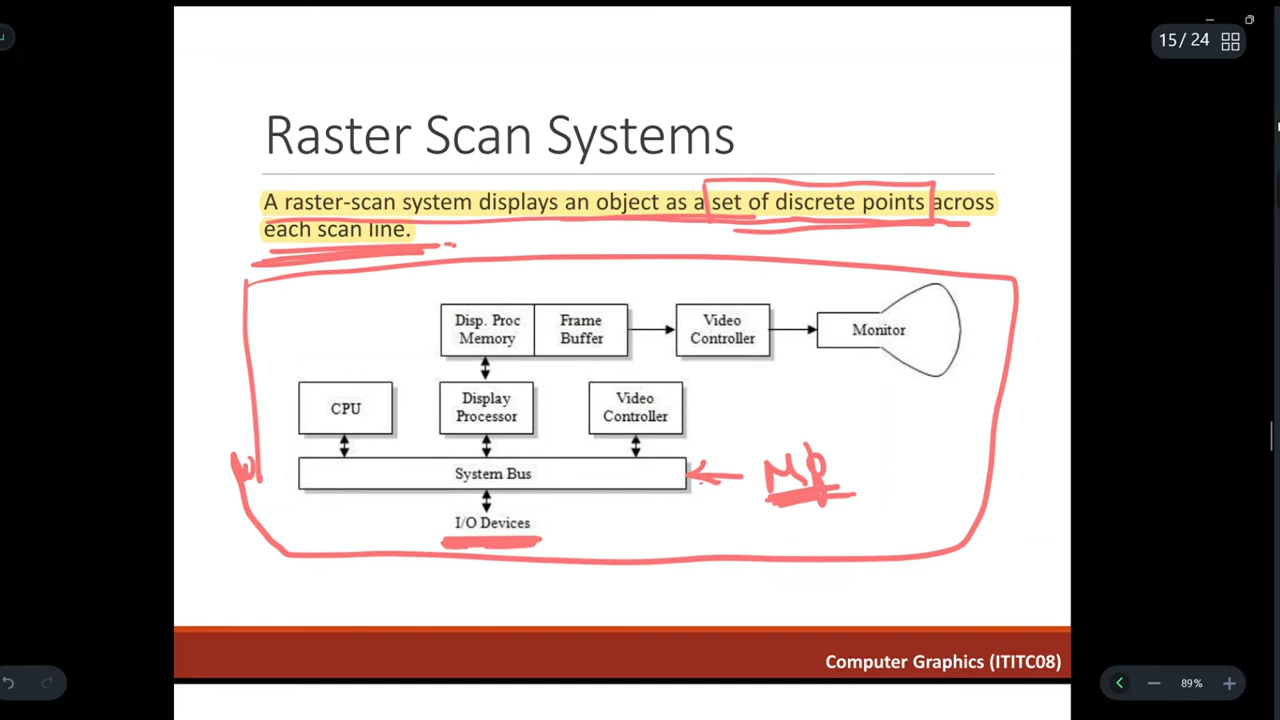 15/ 24
Raster Scan Systems
A raster-scan system displays an object as a set of discrete points across
each scan line.
Disp. Proc
Memory
Frame
Buffer
Video
Controller
Monitor
CPU
Display
Processor
Video
Controller
System Bus
I/O Devices
Computer Graphics (ITITC08)
89%